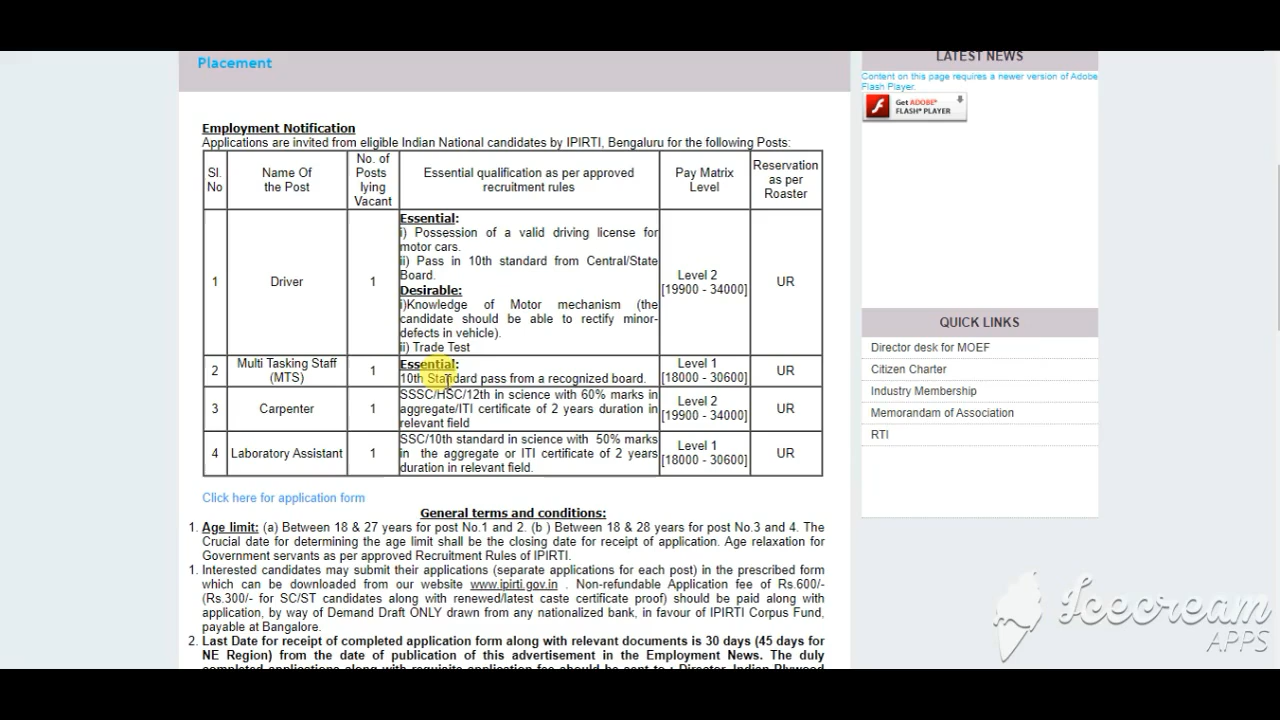 Placement
LATEST NEWS
Content on this page requires a newer version of Adobe
Flash Player.
Get ADOBE®
FLASH® PLAYER
Employment Notification
Applications are invited from eligible Indian National candidates by IPIRTI, Bengaluru for the following Posts:
Sl.
No
Name Of
the Post
No. of
Posts
lying
Vacant
Essential qualification as per approved
recruitment rules
Pay Matrix
Level
Reservation
as per
Roaster
1
Driver
1
Essential:
i) Possession of a valid driving license for
motor cars.
ii) Pass in 10th standard from Central/State
Board.
Desirable:
i)Knowledge of Motor mechanism (the
candidate should be able to rectify minor-
defects in vehicle).
ii) Trade Test
Level 2
[19900 - 34000]
UR
2
Multi Tasking Staff
(MTS)
1
Essential:
10th Standard pass from a recognized board.
Level 1
[18000 - 30600]
UR
3
Carpenter
1
SSSC/HSC/12th in science with 60% marks in
aggregate/ITI certificate of 2 years duration in
relevant field
Level 2
[19900 - 34000]
UR
4
Laboratory Assistant
1
SSC/10th standard in science with 50% marks
in the aggregate or ITI certificate of 2 years
duration in relevant field.
Level 1
[18000 - 30600]
UR
Click here for application form
General terms and conditions:
1. Age limit: (a) Between 18 & 27 years for post No.1 and 2. (b ) Between 18 & 28 years for post No.3 and 4. The
Crucial date for determining the age limit shall be the closing date for receipt of application. Age relaxation for
Government servants as per approved Recruitment Rules of IPIRTI.
1. Interested candidates may submit their applications (separate applications for each post) in the prescribed form
which can be downloaded from our website www.ipirti.gov.in . Non-refundable Application fee of Rs.600/-
(Rs.300/- for SC/ST candidates along with renewed/latest caste certificate proof) should be paid along with
application, by way of Demand Draft ONLY drawn from any nationalized bank, in favour of IPIRTI Corpus Fund,
payable at Bangalore.
2. Last Date for receipt of completed application form along with relevant documents is 30 days (45 days for
NE Region) from the date of publication of this advertisement in the Employment News. The duly
completed applications along with requisite application fee should be sent to : Director, Indian Plywood
QUICK LINKS
Director desk for MOEF
Citizen Charter
Industry Membership
Memorandum of Association
RTI
Icecream
APPS